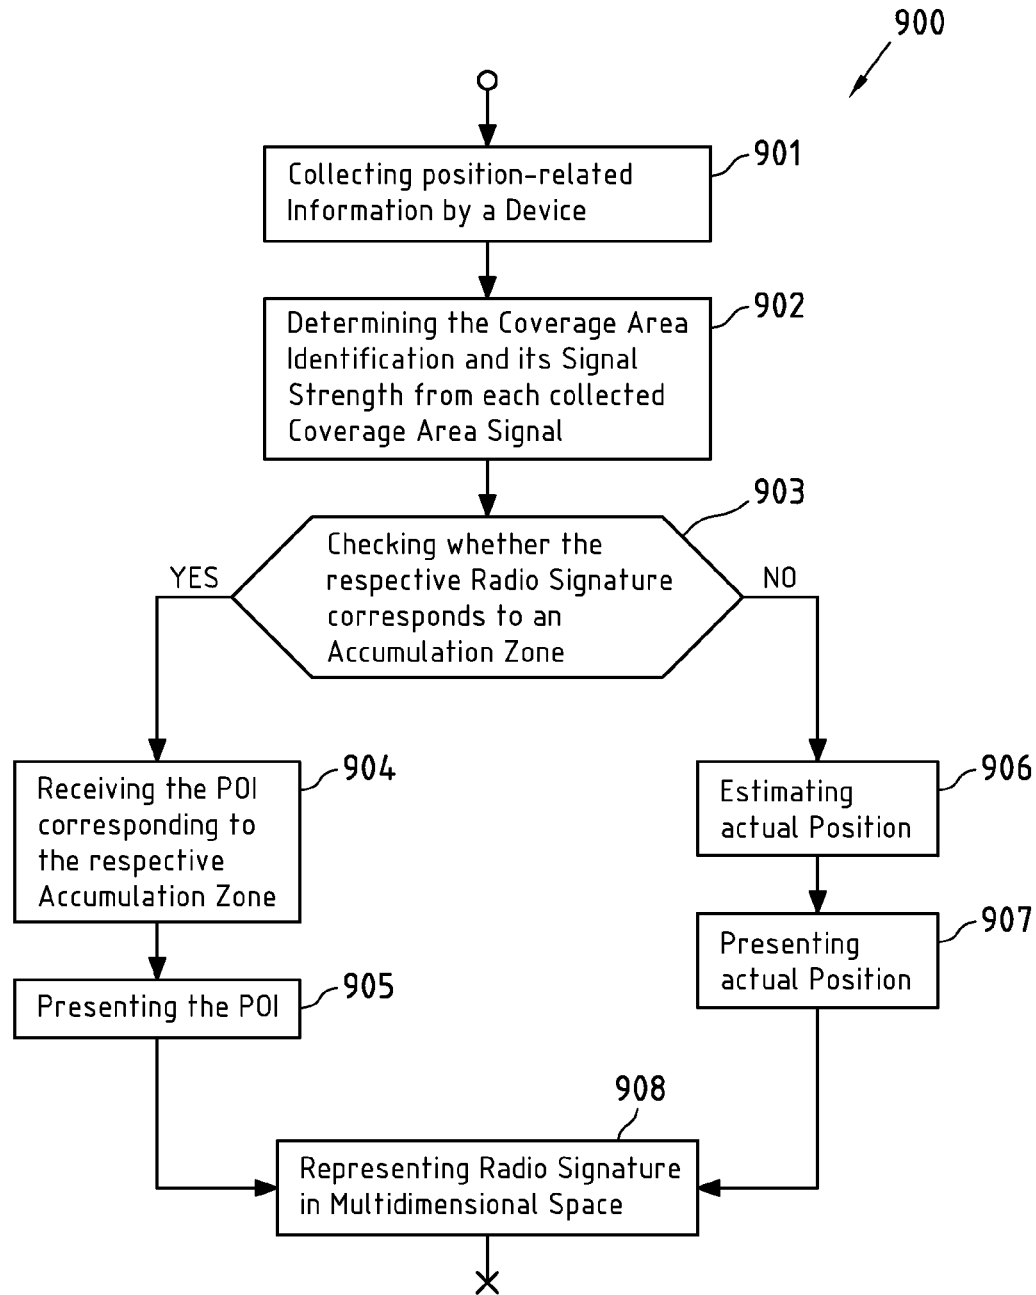 900
901
Collecting position-related
Information by a Device
902
Determining the Coverage Area
Identification and its Signal
Strength from each collected
Coverage Area Signal
903
Checking whether the
respective Radio Signature
corresponds to an
Accumulation Zone
YES
NO
904
Receiving the POI
corresponding to
the respective
Accumulation Zone
906
Estimating
actual Position
905
Presenting the POI
907
Presenting
actual Position
908
Representing Radio Signature
in Multidimensional Space